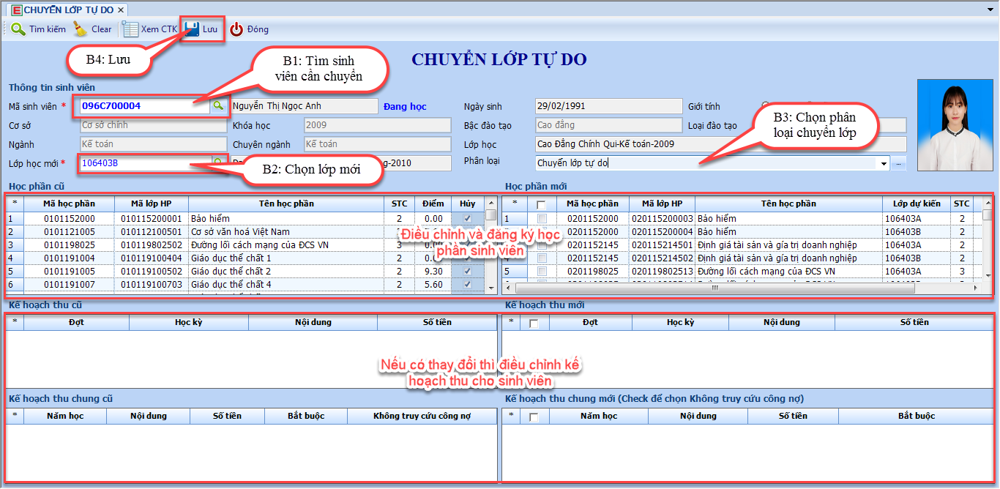 CHUYỂN LỚP TỰ DO
Tìm kiếm Clear Xem CTK Lưu Đóng
B4: Lưu
B1: Tìm sinh
viên cần chuyển
CHUYỂN LỚP TỰ DO
Thông tin sinh viên
Mã sinh viên * 096C700004 Nguyễn Thị Ngọc Anh Đang học Ngày sinh 29/02/1991 Giới tính
Cơ sở Cơ sở chính Khóa học 2009 Bậc đào tạo Cao đẳng Loại đào tạo
B3: Chọn phân
loại chuyển lớp
Ngành Kế toán Chuyên ngành Kế toán Lớp học Cao Đẳng Chính Qui-Kế toán-2009
Lớp học mới * 106403B g-2010 Phân loại Chuyển lớp tự do
B2: Chọn lớp mới
Học phần cũ
* Mã học phần Mã lớp HP Tên học phần STC Điểm Hủy
1 0101152000 010115200001 Bảo hiểm 2 0.00
2 0101121005 010112100501 Cơ sở văn hoá Việt Nam 2
3 0101198025 010119802502 Đường lối cách mạng của ĐCS VN 3 0.00
4 0101191004 010119100404 Giáo dục thể chất 1 2
5 0101191005 010119100502 Giáo dục thể chất 2 2 9.30
6 0101191007 010119100703 Giáo dục thể chất 4 2 5.60
Học phần mới
* Mã học phần Mã lớp HP Tên học phần Lớp dự kiến STC
1 0201152000 020115200003 Bảo hiểm 106403A 2
0201152000 020115200004 Bảo hiểm 106403B 2
0201152145 020115214501 Định giá tài sản và gía trị doanh nghiệp 106403A 2
4 0201152145 020115214502 Định giá tài sản và gía trị doanh nghiệp 106403B 2
5 0201198025 020119802513 Đường lối cách mạng của ĐCS VN 106403A 3
Điều chỉnh và đăng ký học
phần sinh viên
Kế hoạch thu cũ
* Đợt Học kỳ Nội dung Số tiền
Kế hoạch thu mới
* Đợt Học kỳ Nội dung Số tiền
Nếu có thay đổi thì điều chỉnh kế
hoạch thu cho sinh viên
Kế hoạch thu chung cũ
* Năm học Nội dung Số tiền Bắt buộc Không truy cứu công nợ
Kế hoạch thu chung mới (Check để chọn Không truy cứu công nợ)
* Năm học Nội dung Số tiền Bắt buộc